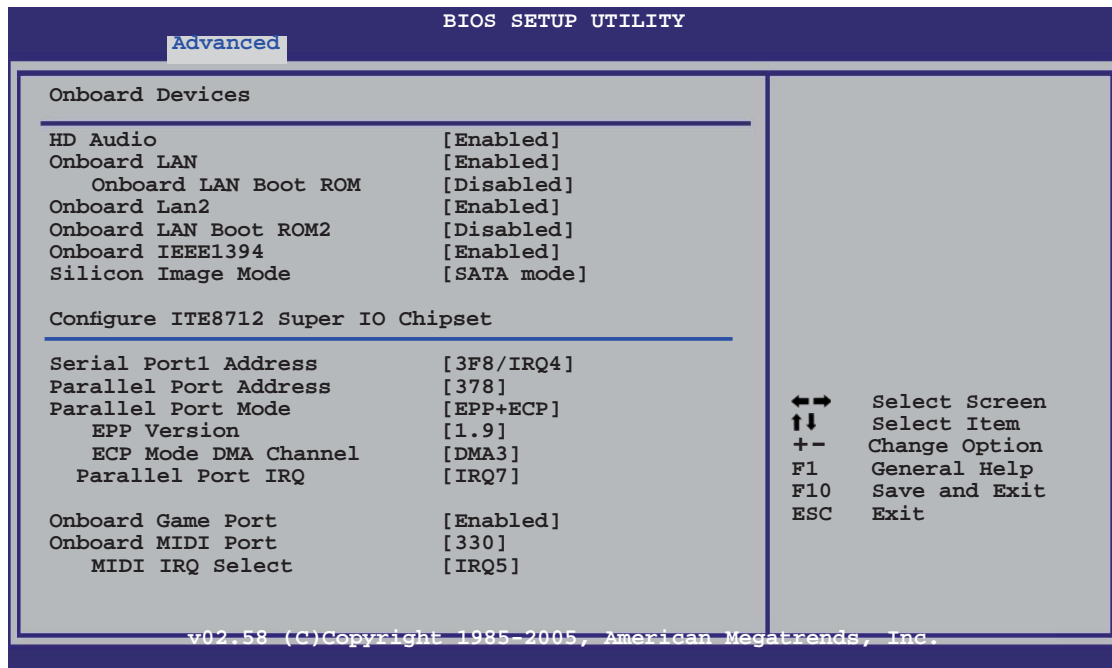 BIOS SETUP UTILITY
Advanced
Onboard Devices
HD Audio [Enabled]
Onboard LAN [Enabled]
Onboard LAN Boot ROM [Disabled]
Onboard Lan2 [Enabled]
Onboard LAN Boot ROM2 [Disabled]
Onboard IEEE1394 [Enabled]
Silicon Image Mode [SATA mode]
Configure ITE8712 Super IO Chipset
Serial Port1 Address [3F8/IRQ4]
Parallel Port Address [378]
Parallel Port Mode [EPP+ECP]
EPP Version [1.9]
ECP Mode DMA Channel [DMA3]
Parallel Port IRQ [IRQ7]
Onboard Game Port [Enabled]
Onboard MIDI Port [330]
MIDI IRQ Select [IRQ5]
←→ Select Screen
↑↓ Select Item
+- Change Option
F1 General Help
F10 Save and Exit
ESC Exit
v02.58 (C)Copyright 1985-2005, American Megatrends, Inc.